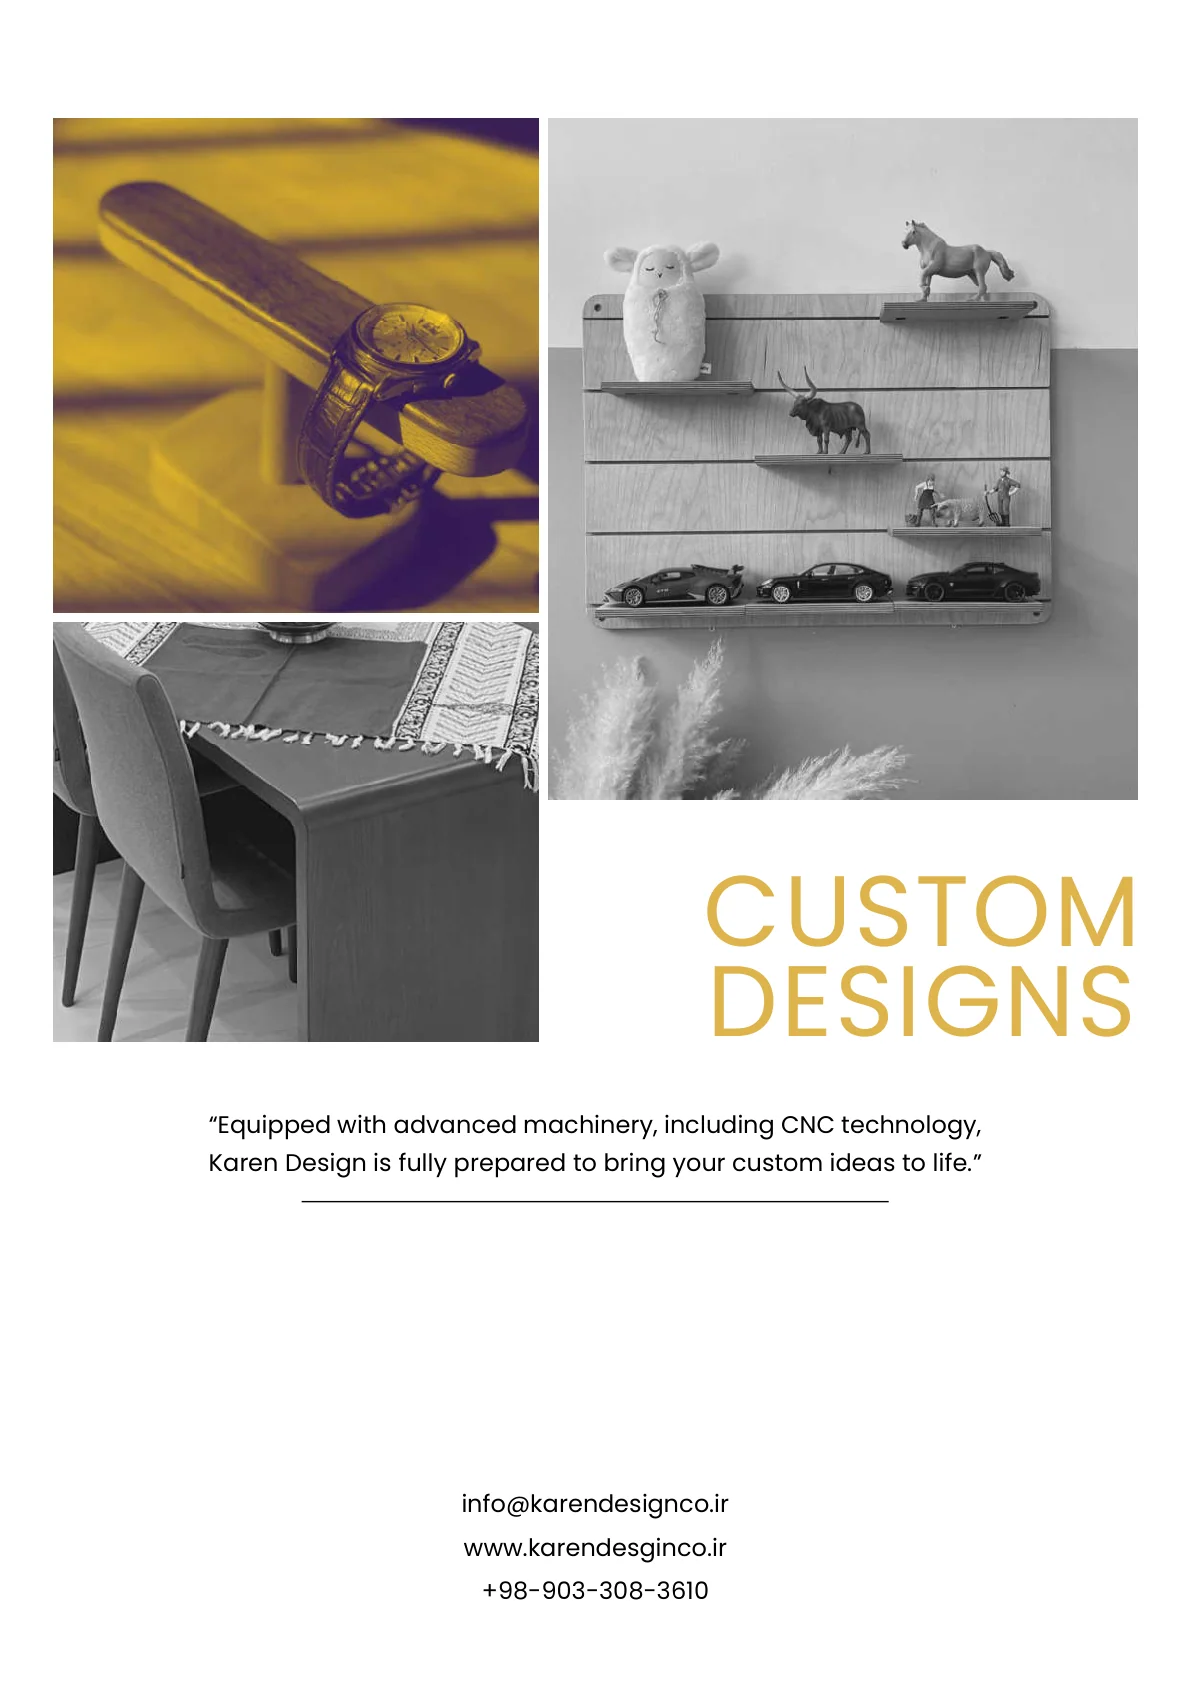 CUSTOM
DESIGNS
“Equipped with advanced machinery, including CNC technology,
Karen Design is fully prepared to bring your custom ideas to life.”
info@karendesignco.ir
www.karendesginco.ir
+98-903-308-3610